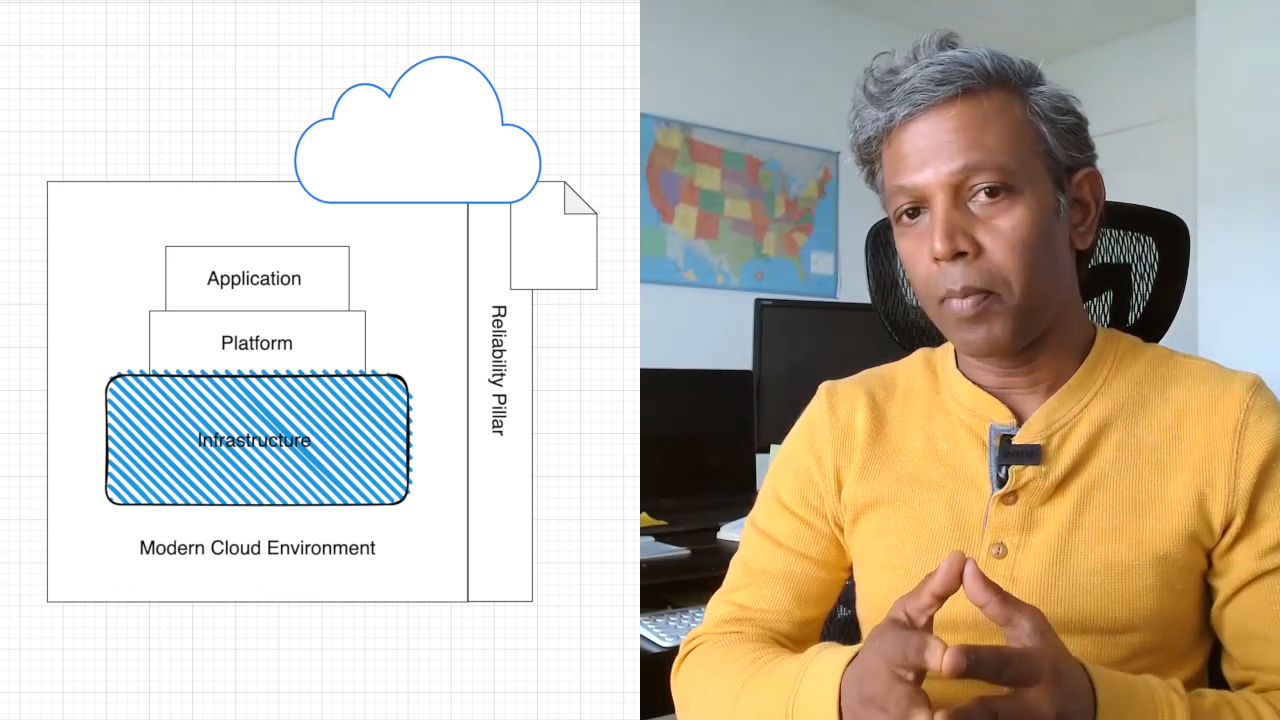 Application
Platform
Infrastructure
Modern Cloud Environment
Reliability Pillar